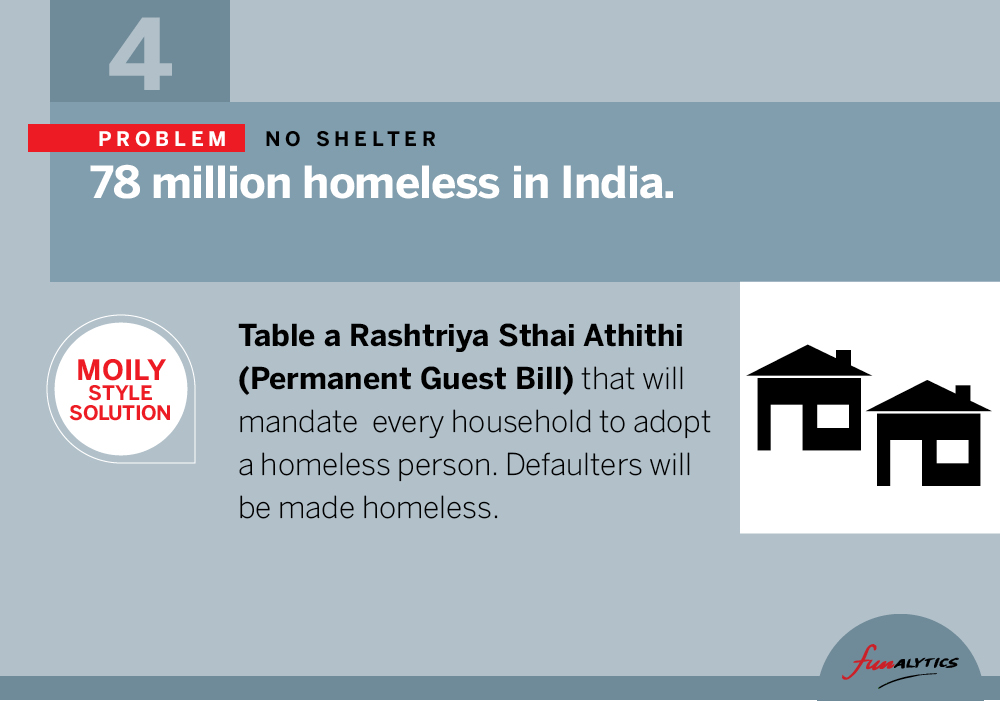 4
PROBLEM NO SHELTER
78 million homeless in India.
MOILY
STYLE
SOLUTION
Table a Rashtriya Sthai Athithi
(Permanent Guest Bill) that will
mandate every household to adopt
a homeless person. Defaulters will
be made homeless.
funALYTICS